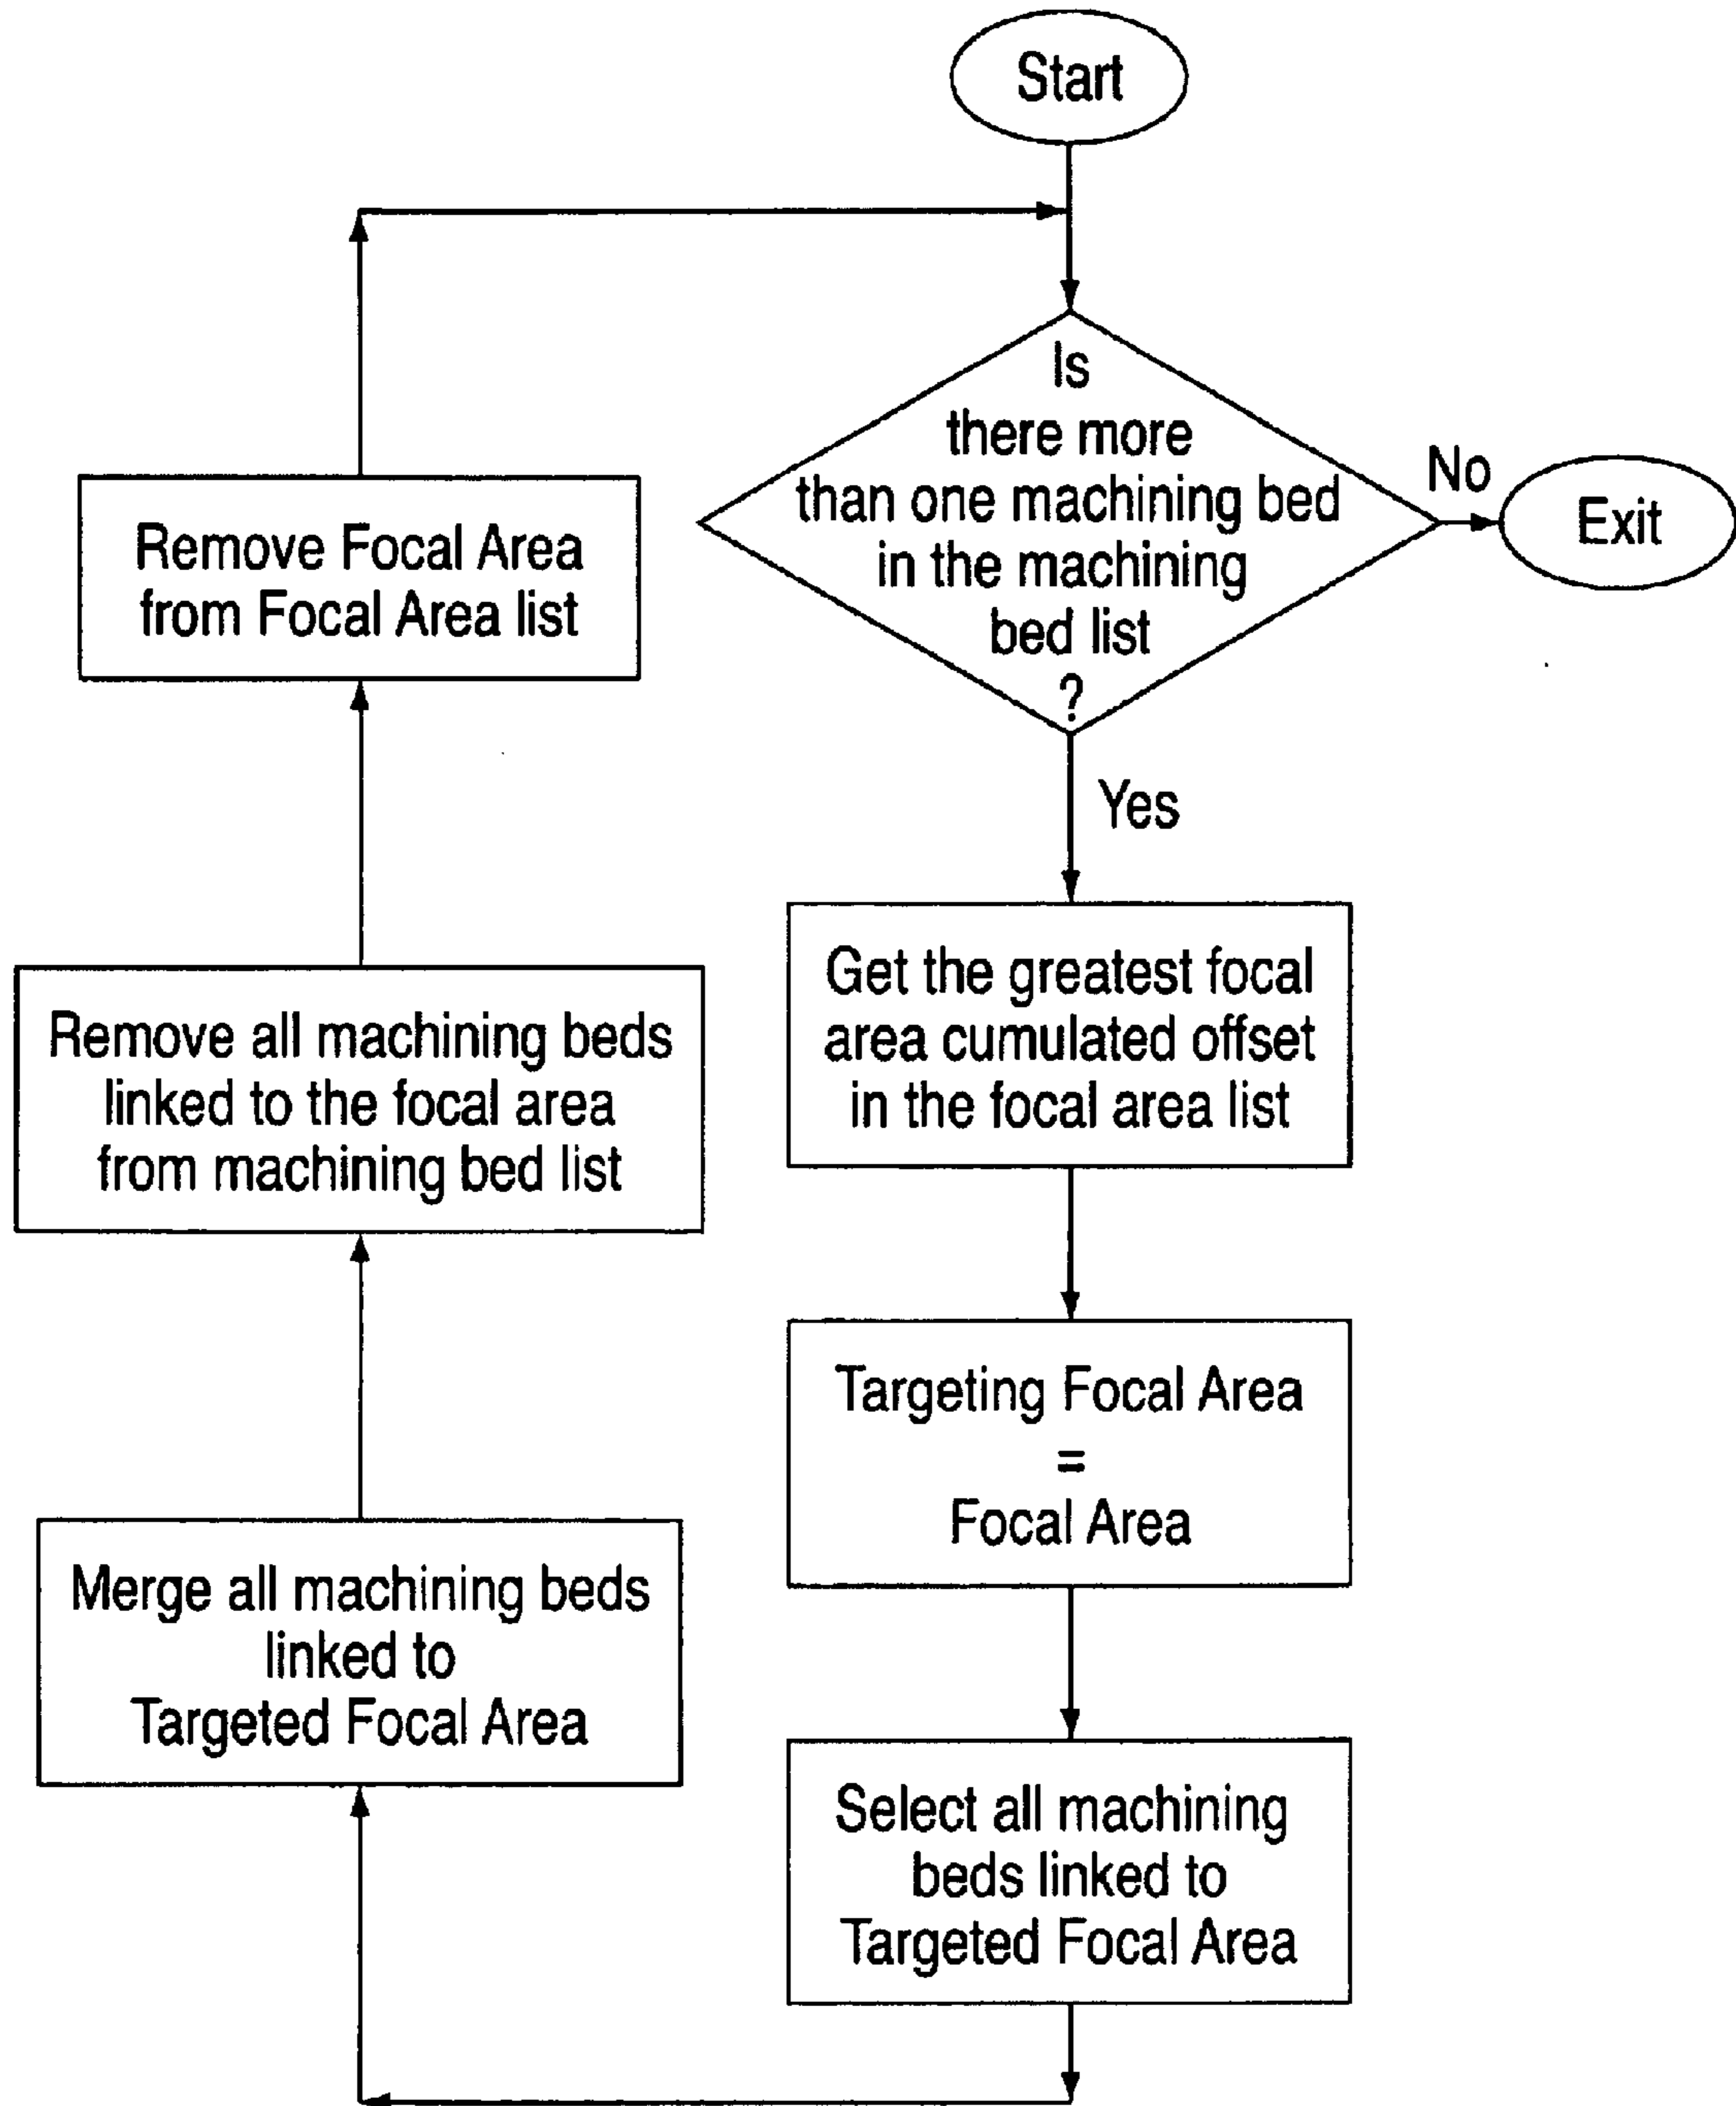 Start
Is
there more
than one machining bed
in the machining
bed list
?
No
Exit
Yes
Get the greatest focal
area cumulated offset
in the focal area list
Targeting Focal Area
=
Focal Area
Select all machining
beds linked to
Targeted Focal Area
Merge all machining beds
linked to
Targeted Focal Area
Remove all machining beds
linked to the focal area
from machining bed list
Remove Focal Area
from Focal Area list